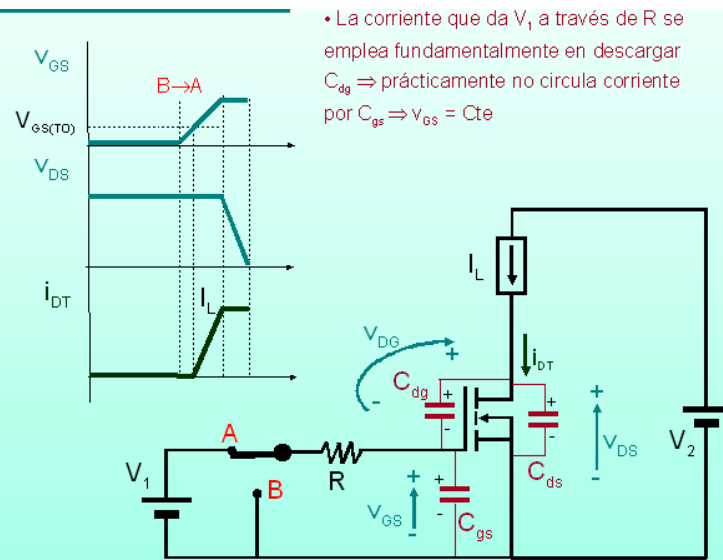 • La corriente que da V1 a través de R se
emplea fundamentalmente en descargar
Cdg ⇒ prácticamente no circula corriente
por Cgs ⇒ vGS = Cte
vGS
B→A
VGS(TO)
vDS
iDT
IL
IL
vDG
+
-
iDT
Cdg
+
-
+
-
Cds
+
vDS
-
V2
A
B
V1
R
+
vGS
-
+
-
Cgs